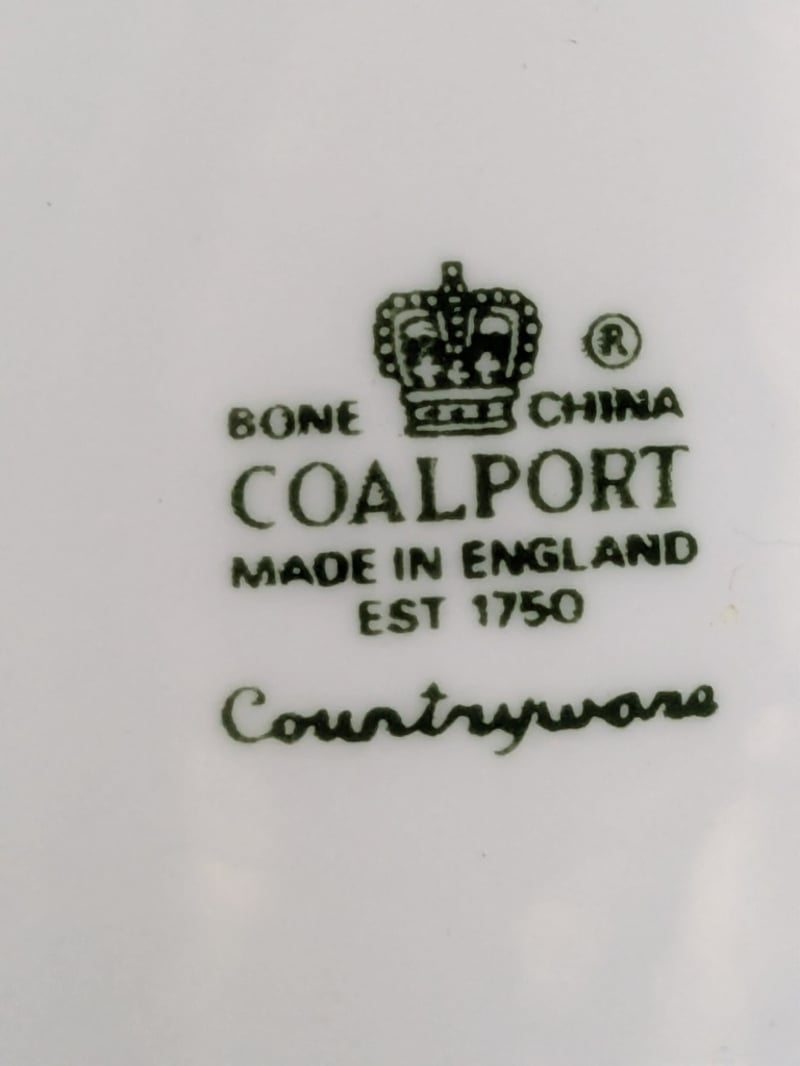 ®
BONE CHINA
COALPORT
MADE IN ENGLAND
EST 1750
Countryware